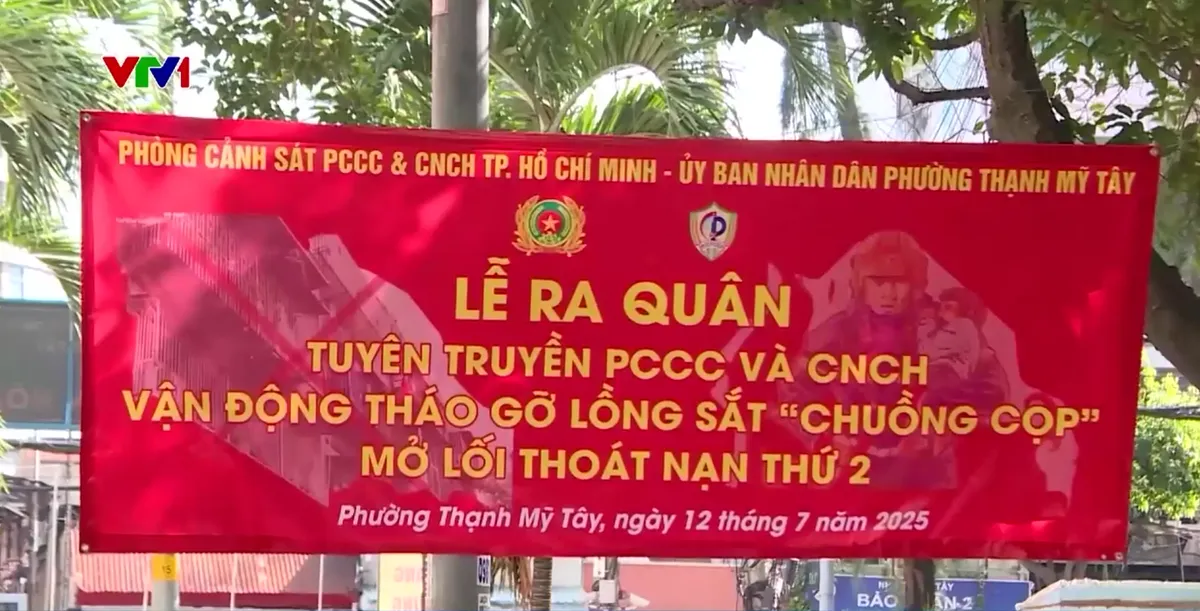 VTV1
PHÒNG CẢNH SÁT PCCC & CNCH TP. HỒ CHÍ MINH - ỦY BAN NHÂN DÂN PHƯỜNG THẠNH MỸ TÂY
LỄ RA QUÂN
TUYÊN TRUYỀN PCCC VÀ CNCH
VẬN ĐỘNG THÁO GỠ LỒNG SẮT “CHUỒNG CỌP”
MỞ LỐI THOÁT NẠN THỨ 2
Phường Thạnh Mỹ Tây, ngày 12 tháng 7 năm 2025